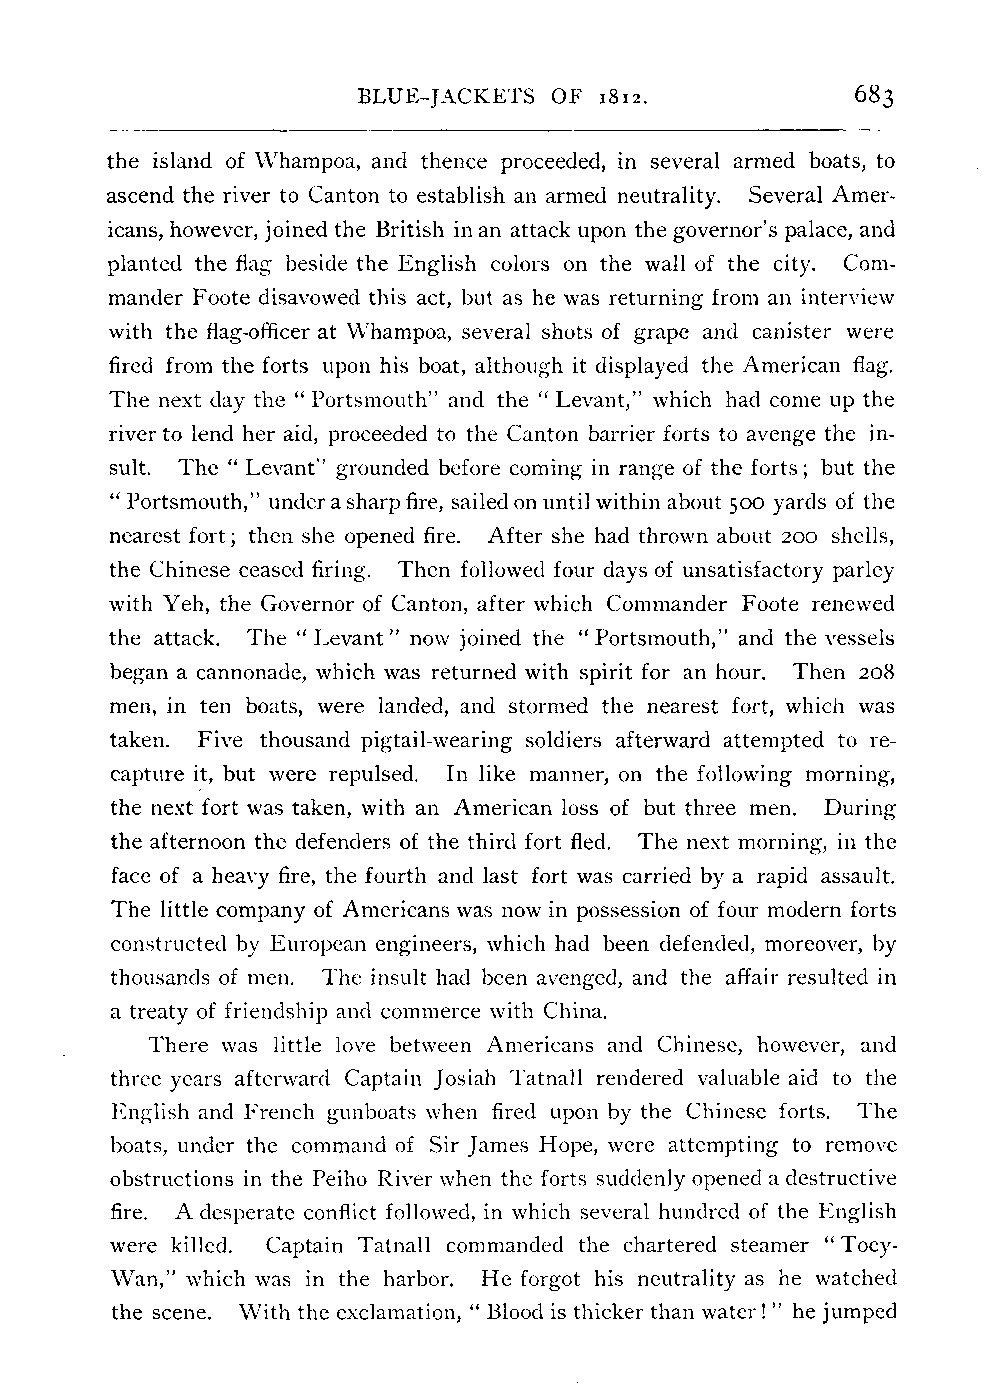 BLUE-JACKETS OF 1812. 683
the island of Whampoa, and thence proceeded, in several armed boats, to
ascend the river to Canton to establish an armed neutrality. Several Amer-
icans, however, joined the British in an attack upon the governor's palace, and
planted the flag beside the English colors on the wall of the city. Com-
mander Foote disavowed this act, but as he was returning from an interview
with the flag-officer at Whampoa, several shots of grape and canister were
fired from the forts upon his boat, although it displayed the American flag.
The next day the "Portsmouth" and the "Levant," which had come up the
river to lend her aid, proceeded to the Canton barrier forts to avenge the in-
sult. The "Levant" grounded before coming in range of the forts; but the
"Portsmouth," under a sharp fire, sailed on until within about 500 yards of the
nearest fort; then she opened fire. After she had thrown about 200 shells,
the Chinese ceased firing. Then followed four days of unsatisfactory parley
with Yeh, the Governor of Canton, after which Commander Foote renewed
the attack. The "Levant" now joined the "Portsmouth," and the vessels
began a cannonade, which was returned with spirit for an hour. Then 208
men, in ten boats, were landed, and stormed the nearest fort, which was
taken. Five thousand pigtail-wearing soldiers afterward attempted to re-
capture it, but were repulsed. In like manner, on the following morning,
the next fort was taken, with an American loss of but three men. During
the afternoon the defenders of the third fort fled. The next morning, in the
face of a heavy fire, the fourth and last fort was carried by a rapid assault.
The little company of Americans was now in possession of four modern forts
constructed by European engineers, which had been defended, moreover, by
thousands of men. The insult had been avenged, and the affair resulted in
a treaty of friendship and commerce with China.
There was little love between Americans and Chinese, however, and
three years afterward Captain Josiah Tatnall rendered valuable aid to the
English and French gunboats when fired upon by the Chinese forts. The
boats, under the command of Sir James Hope, were attempting to remove
obstructions in the Peiho River when the forts suddenly opened a destructive
fire. A desperate conflict followed, in which several hundred of the English
were killed. Captain Tatnall commanded the chartered steamer "Toey-
Wan," which was in the harbor. He forgot his neutrality as he watched
the scene. With the exclamation, "Blood is thicker than water!" he jumped